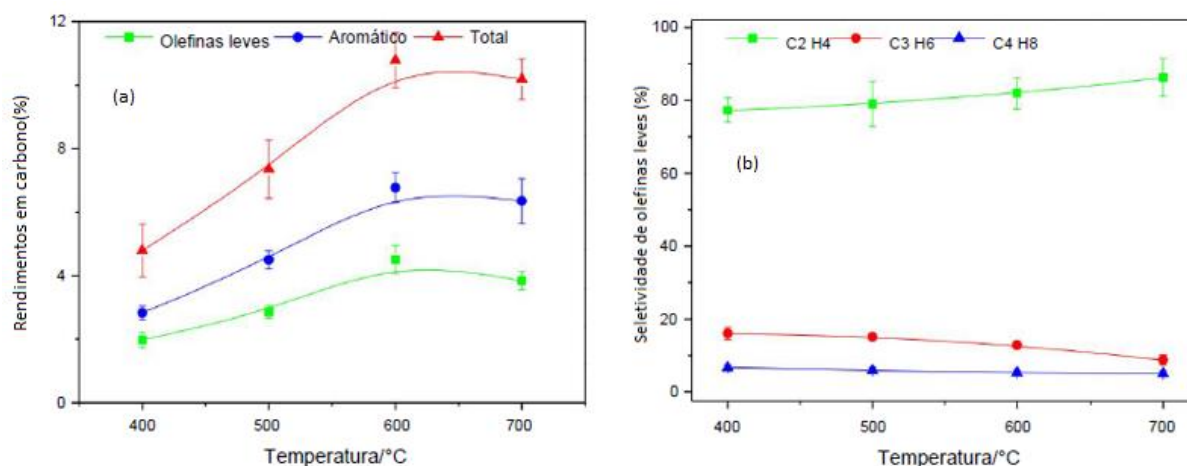 Rendimentos em carbono(%)
12
8
4
0
Olefinas leves
Aromático
Total
(a)
400 500 600 700
Temperatura/°C
Seletividade de olefinas leves (%)
100
80
60
40
20
0
C2 H4
C3 H6
C4 H8
(b)
400 500 600 700
Temperatura/°C